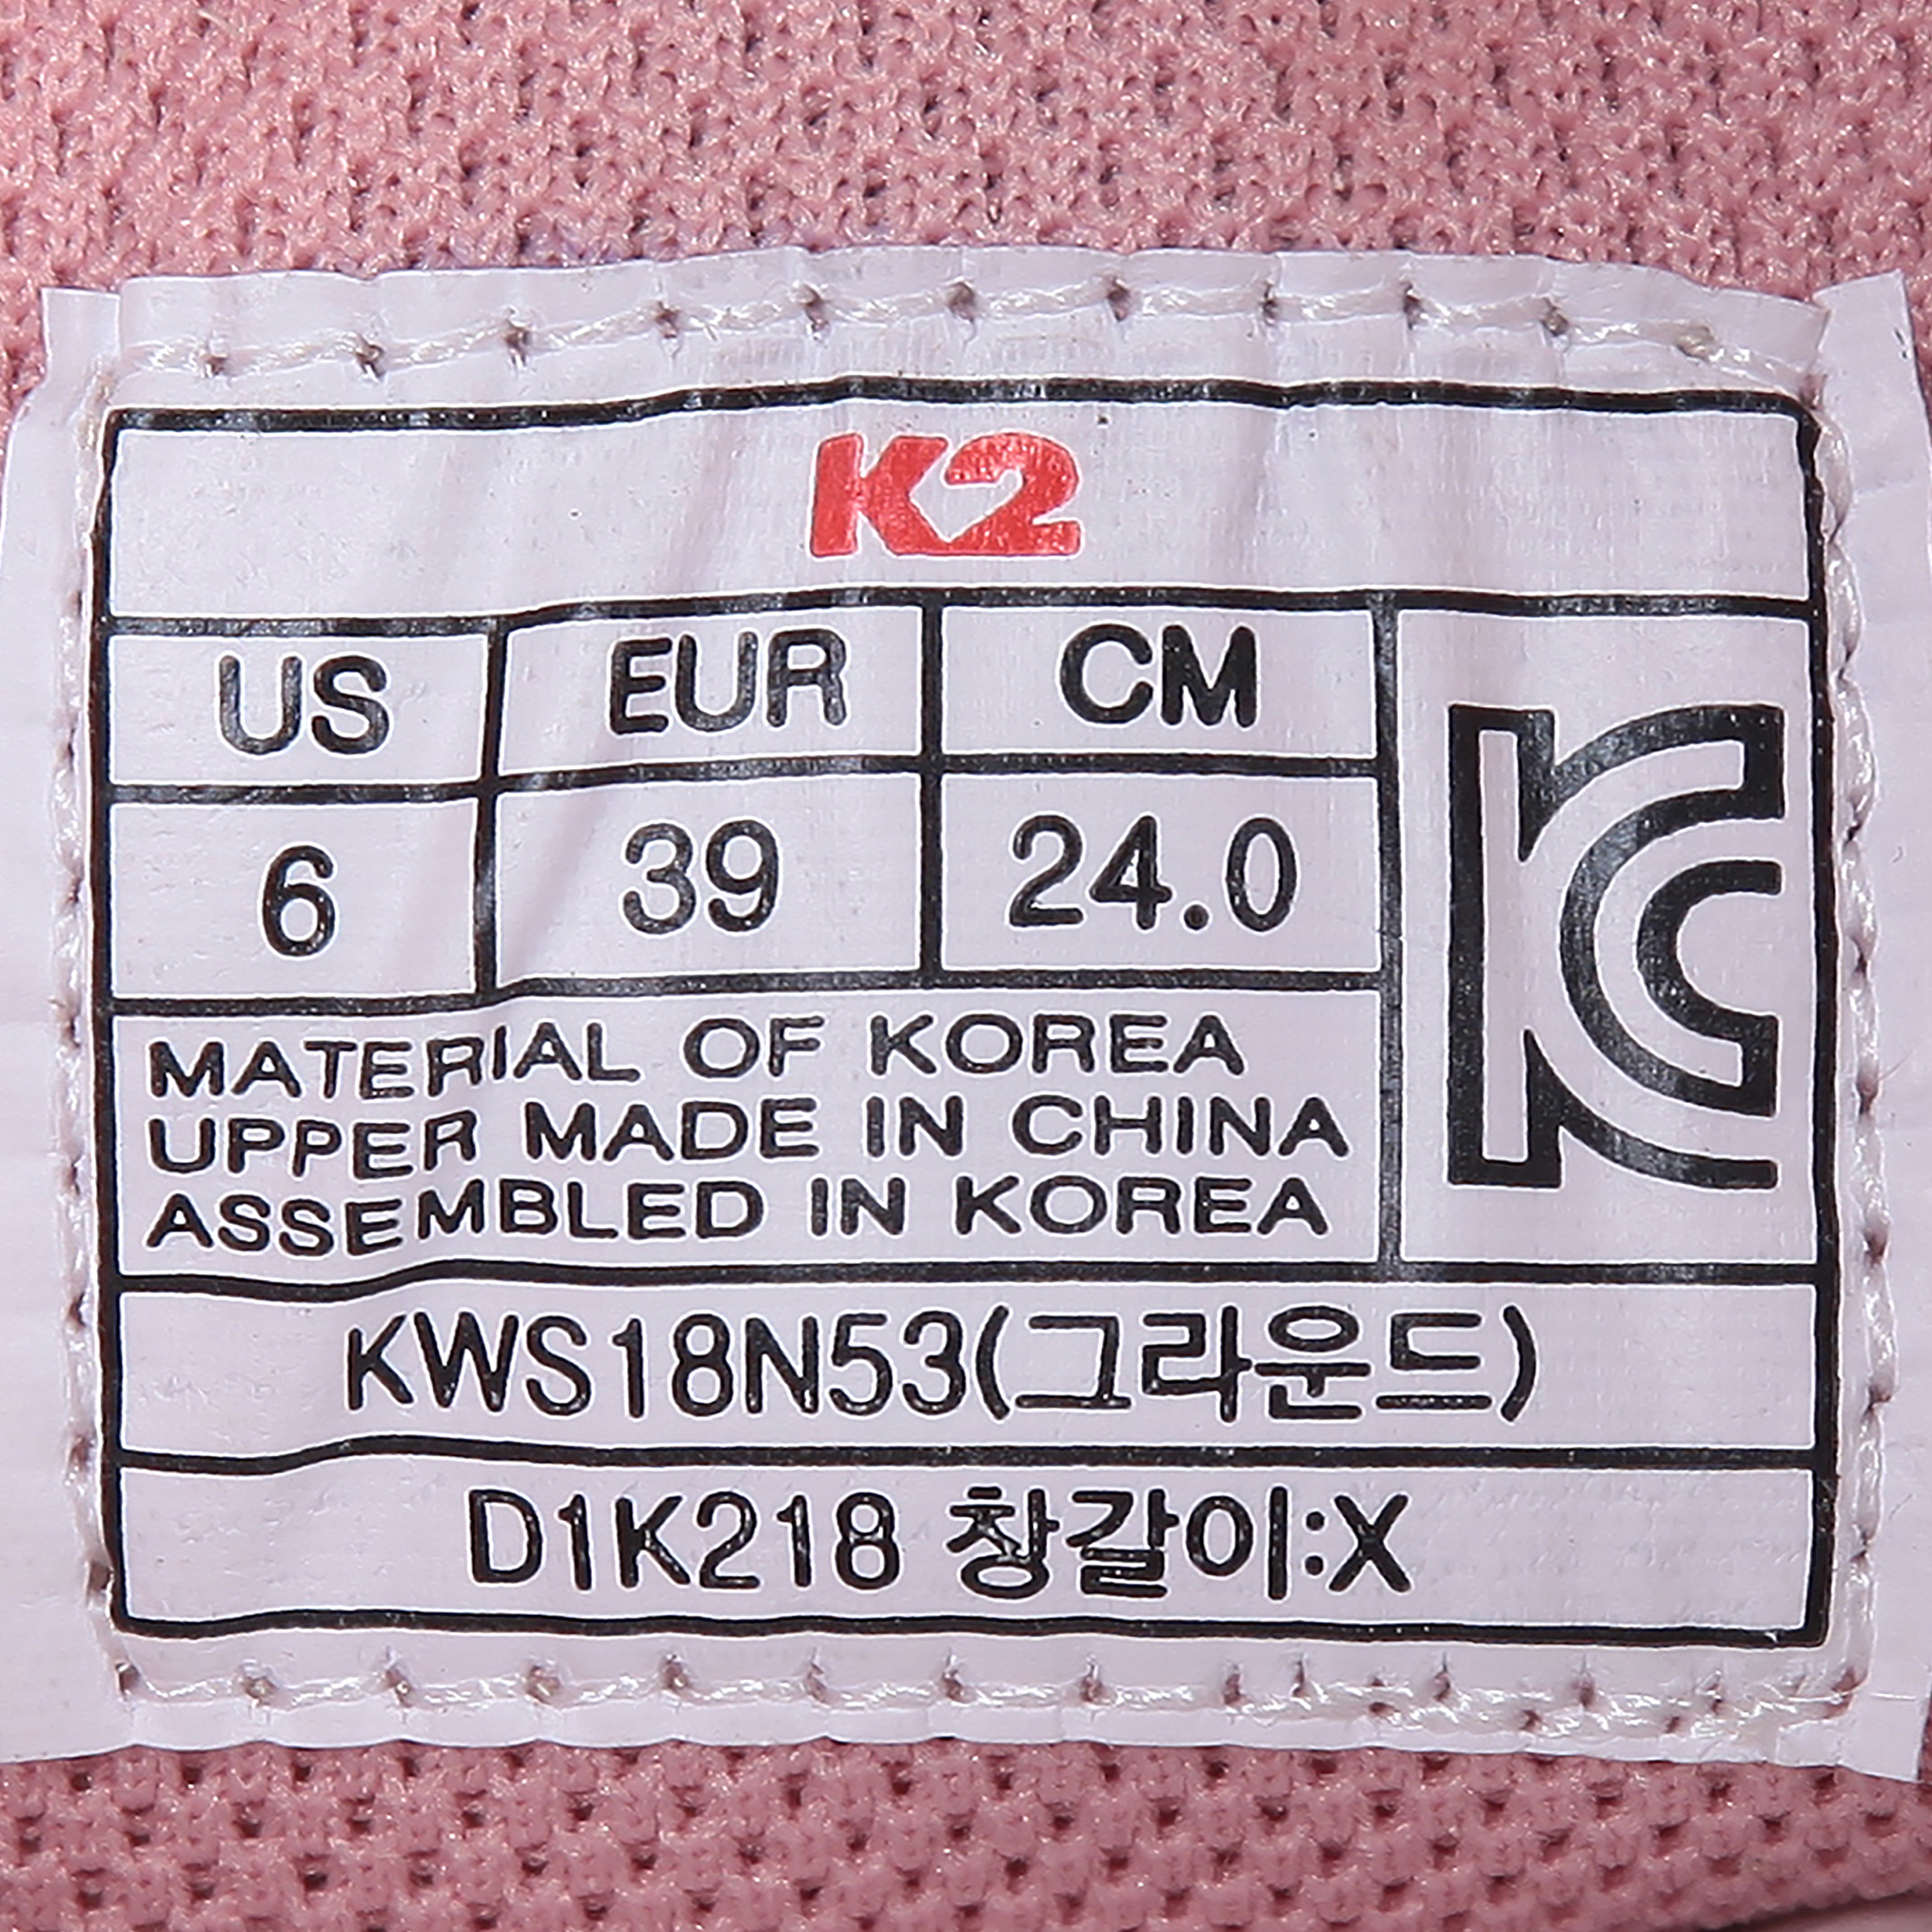 K2
US EUR CM
6 39 24.0
KC
MATERIAL OF KOREA
UPPER MADE IN CHINA
ASSEMBLED IN KOREA
KWS18N53(그라운드)
D1K218 창갈이:X